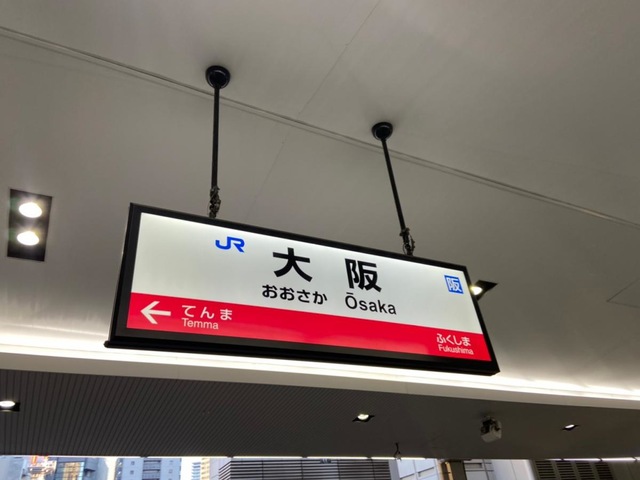 JR
大阪
阪
おおさか Ōsaka
← てんま
Temma
ふくしま
Fukushima